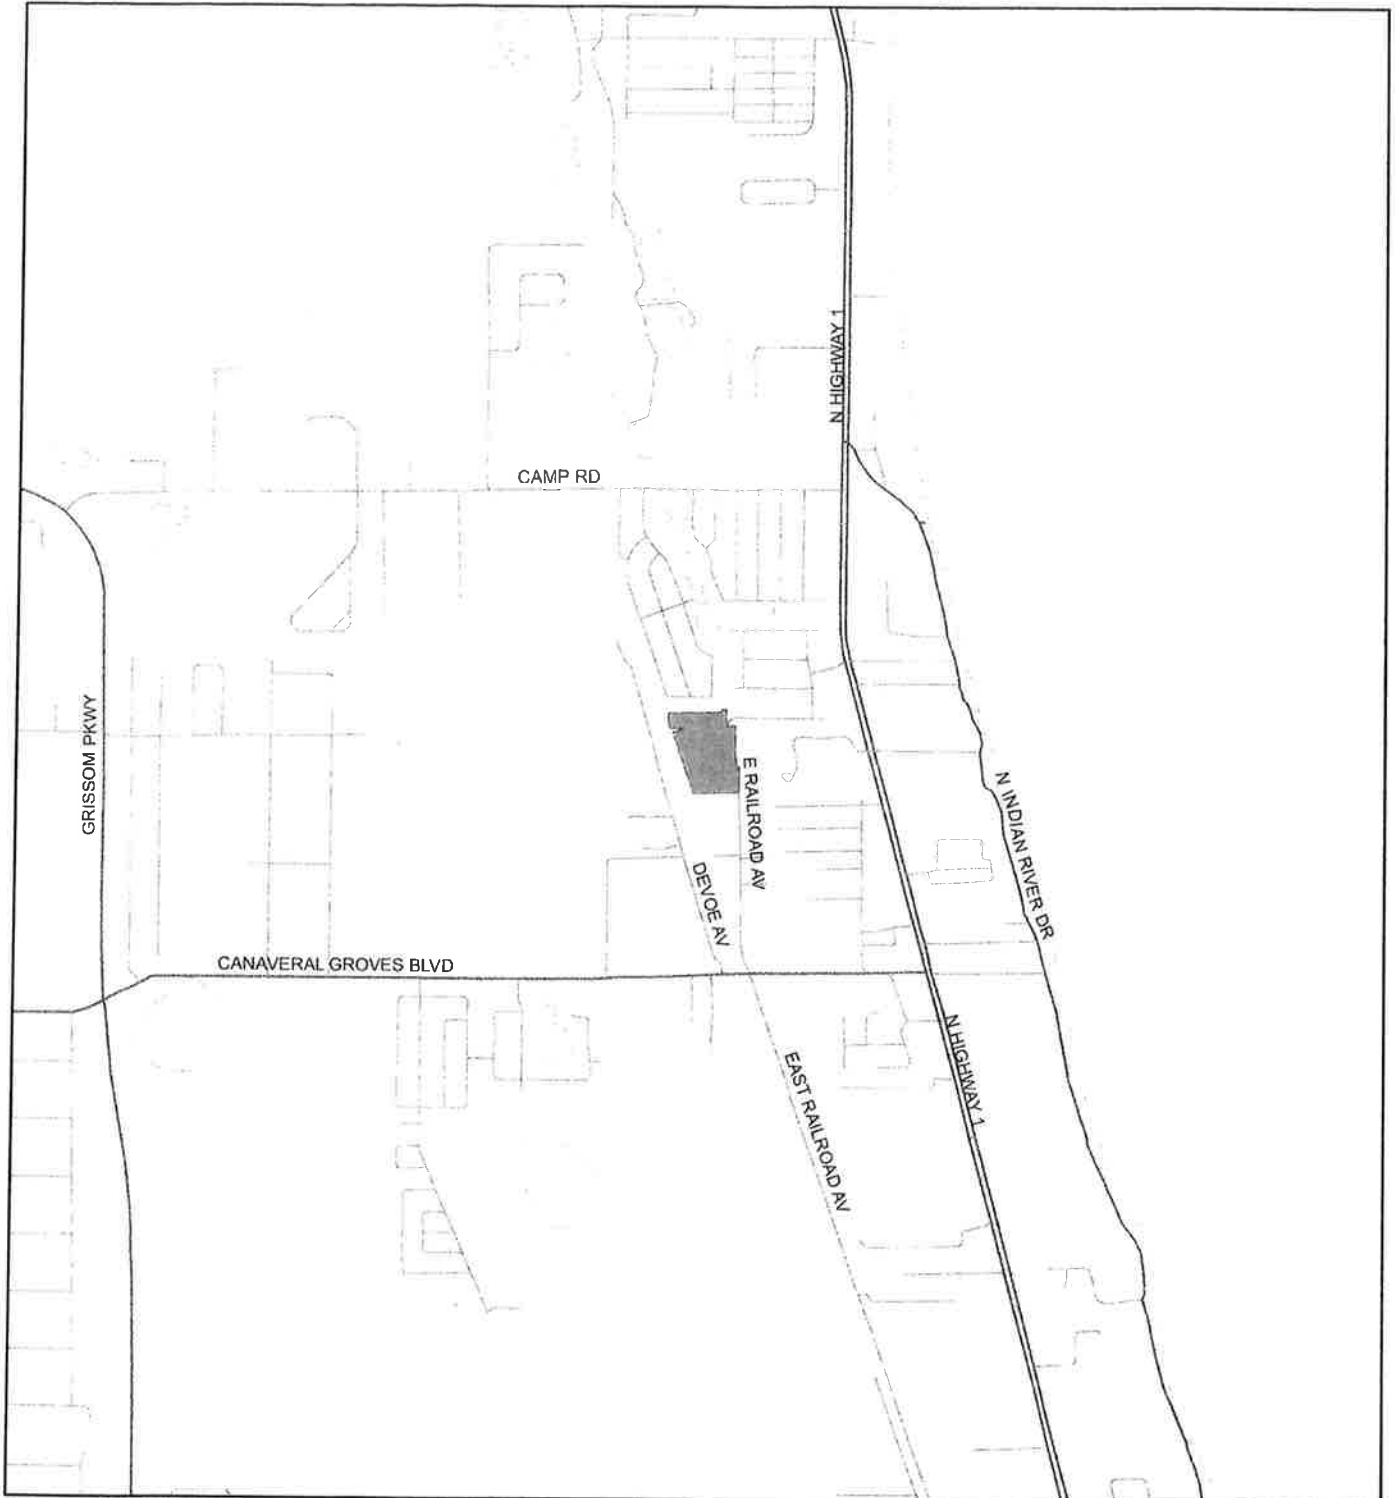 N HIGHWAY 1
CAMP RD
GRISSOM PKWY
E RAILROAD AV
N INDIAN RIVER DR
DEVOE AV
CANAVERAL GROVES BLVD
N HIGHWAY 1
EAST RAILROAD AV